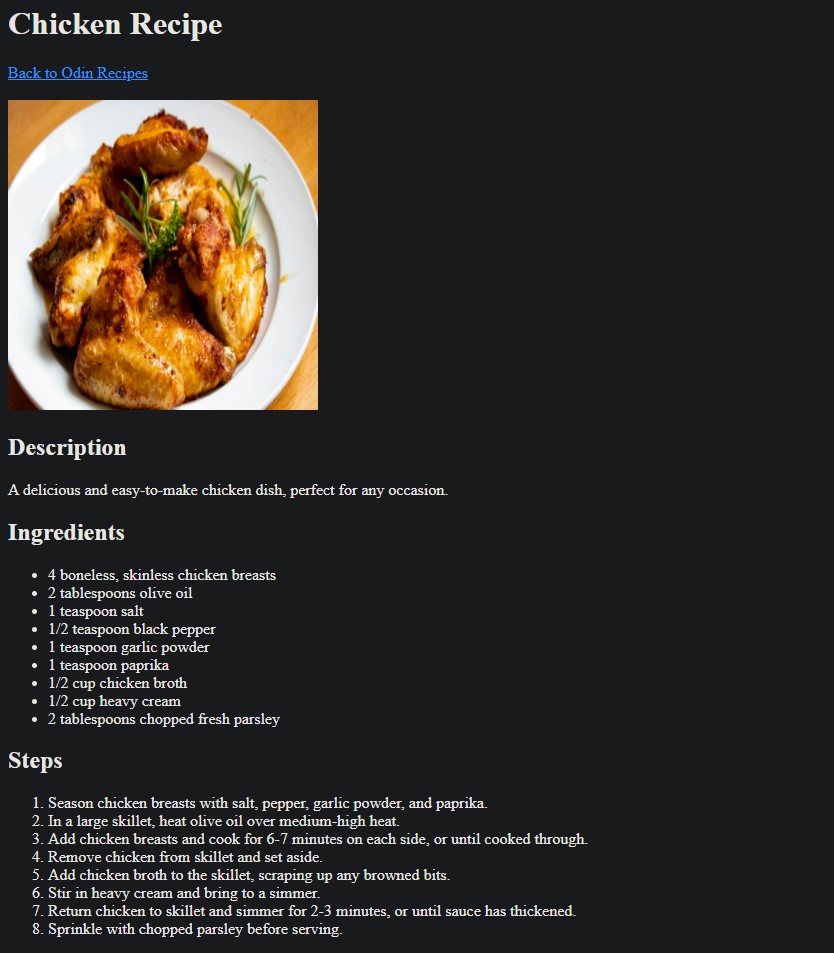 Chicken Recipe
Back to Odin Recipes
Description
A delicious and easy-to-make chicken dish, perfect for any occasion.
Ingredients
• 4 boneless, skinless chicken breasts
• 2 tablespoons olive oil
• 1 teaspoon salt
• 1/2 teaspoon black pepper
• 1 teaspoon garlic powder
• 1 teaspoon paprika
• 1/2 cup chicken broth
• 1/2 cup heavy cream
• 2 tablespoons chopped fresh parsley
Steps
1. Season chicken breasts with salt, pepper, garlic powder, and paprika.
2. In a large skillet, heat olive oil over medium-high heat.
3. Add chicken breasts and cook for 6-7 minutes on each side, or until cooked through.
4. Remove chicken from skillet and set aside.
5. Add chicken broth to the skillet, scraping up any browned bits.
6. Stir in heavy cream and bring to a simmer.
7. Return chicken to skillet and simmer for 2-3 minutes, or until sauce has thickened.
8. Sprinkle with chopped parsley before serving.